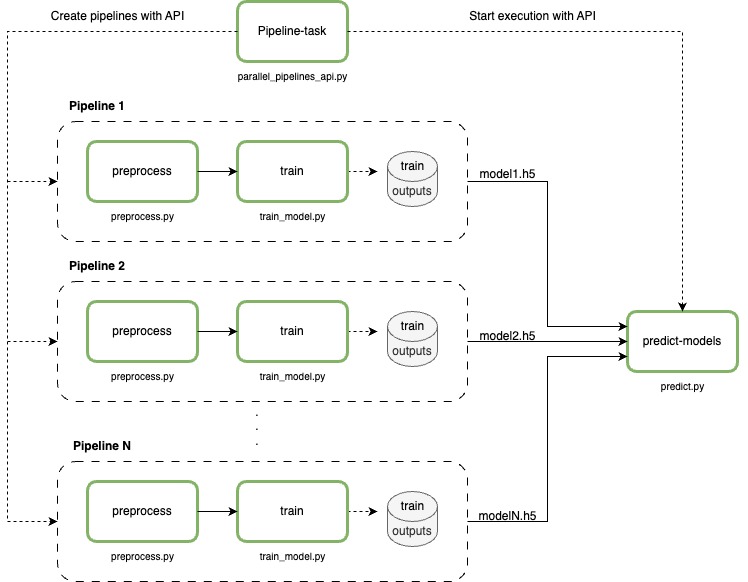 Create pipelines with API
Pipeline-task
Start execution with API
parallel_pipelines_api.py
Pipeline 1
preprocess
train
train
outputs
preprocess.py
train_model.py
model1.h5
Pipeline 2
preprocess
train
train
outputs
preprocess.py
train_model.py
model2.h5
predict-models
predict.py
.
.
.
Pipeline N
preprocess
train
train
outputs
preprocess.py
train_model.py
modelN.h5